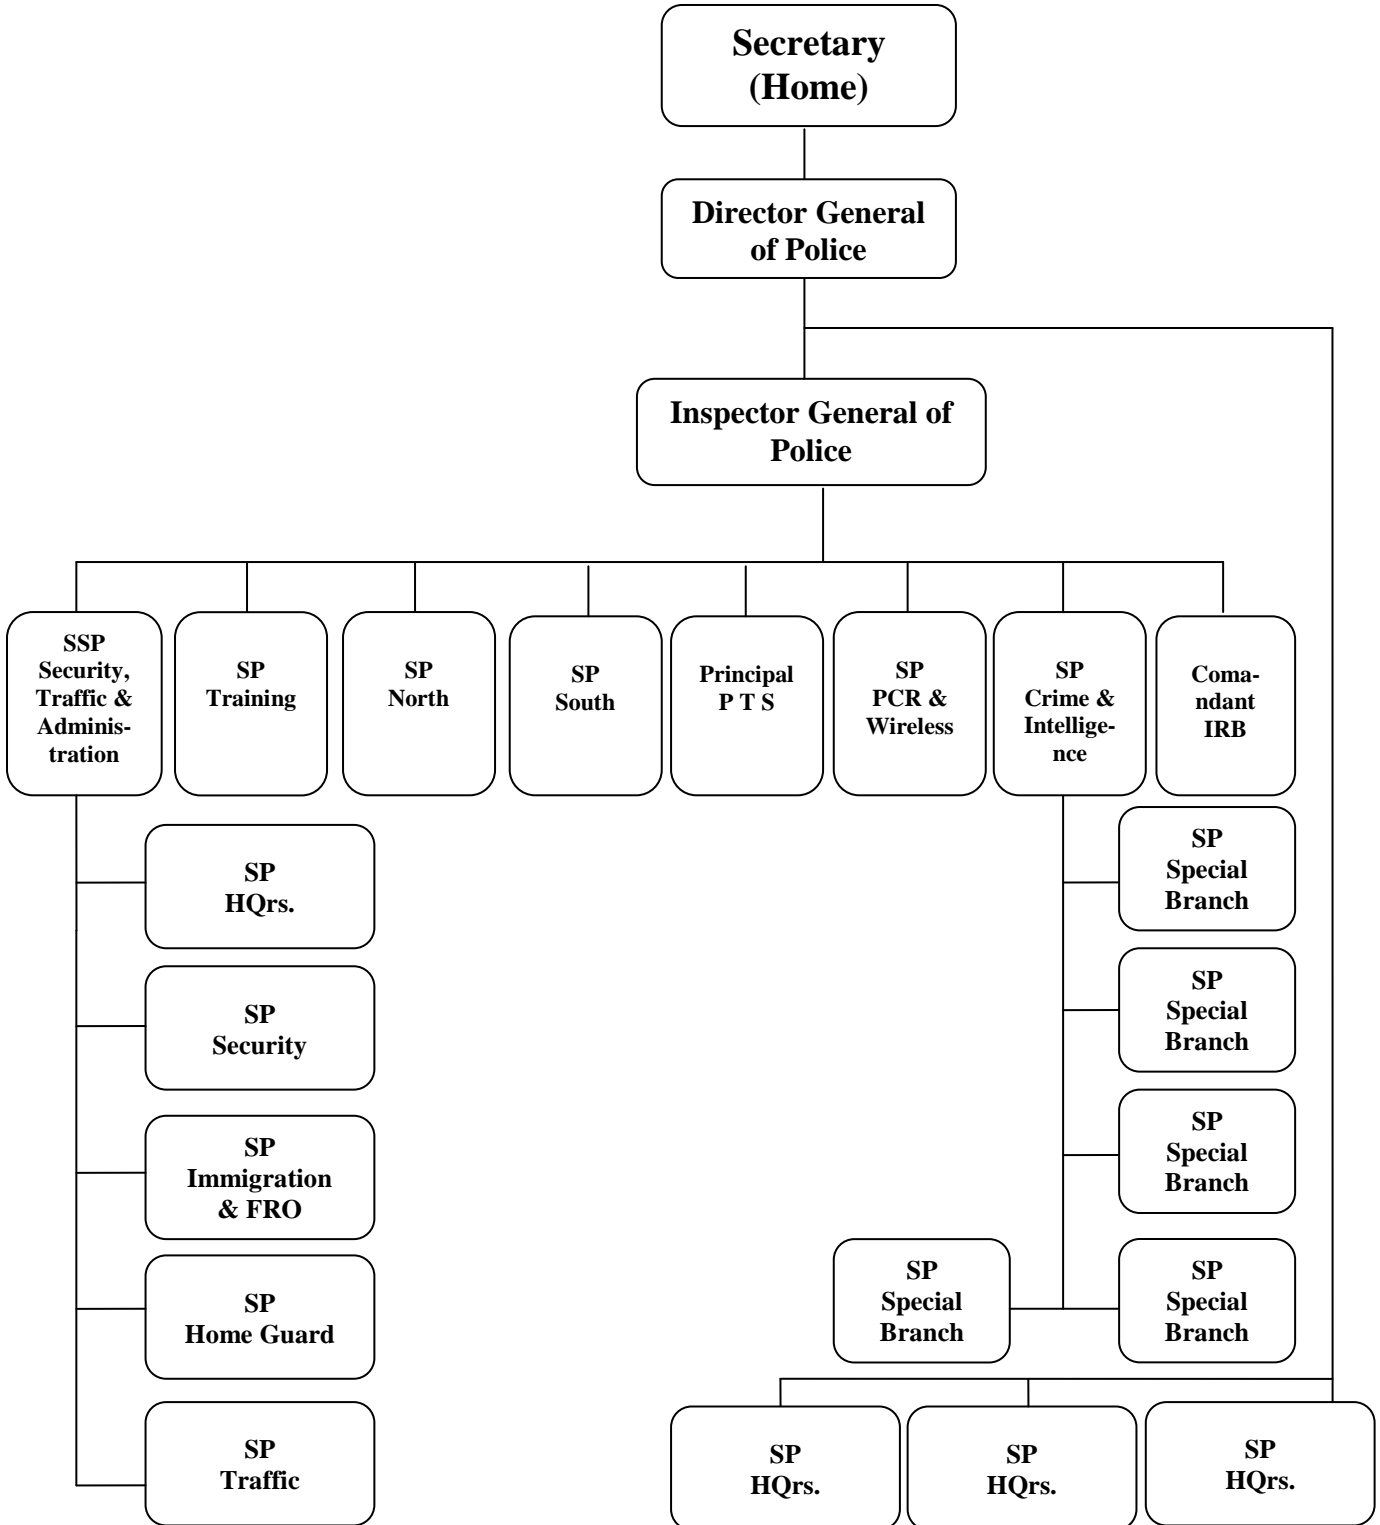 Secretary
(Home)
Director General
of Police
Inspector General of
Police
SSP
Security,
Traffic &
Adminis-
tration
SP
Training
SP
North
SP
South
Principal
P T S
SP
PCR &
Wireless
SP
Crime &
Intellige-
nce
Coma-
ndant
IRB
SP
HQrs.
SP
Security
SP
Immigration
& FRO
SP
Home Guard
SP
Traffic
SP
Special
Branch
SP
Special
Branch
SP
Special
Branch
SP
Special
Branch
SP
Special
Branch
SP
HQrs.
SP
HQrs.
SP
HQrs.